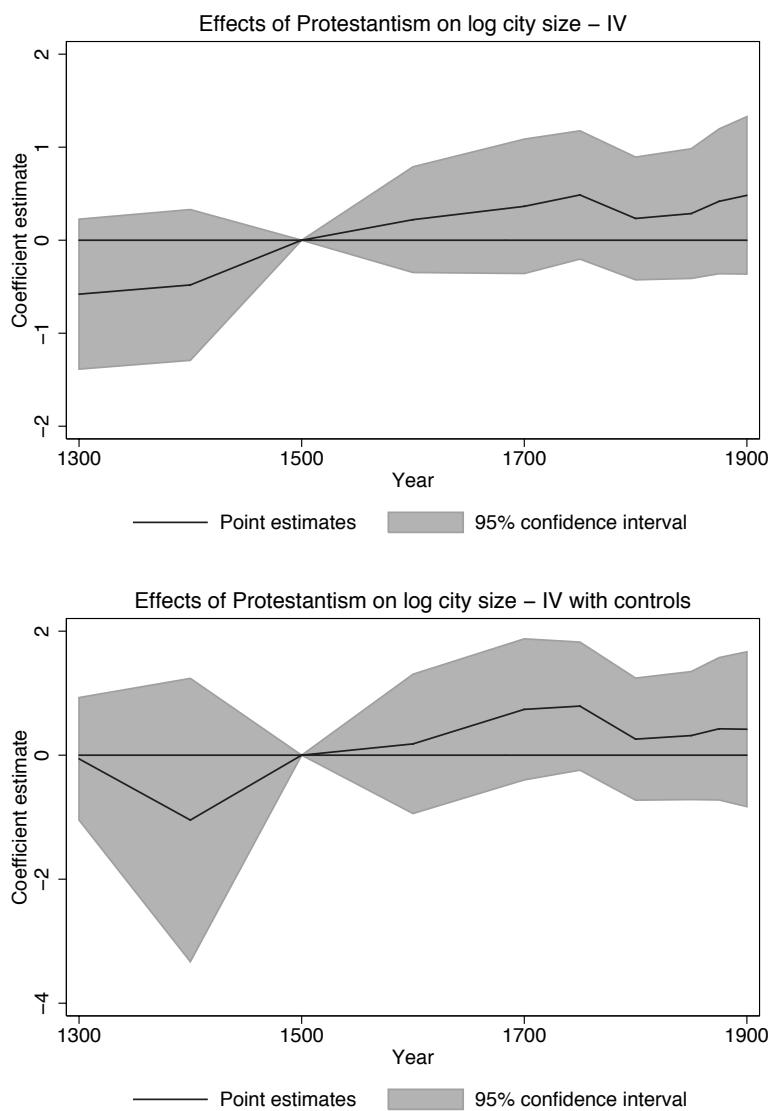 Effects of Protestantism on log city size − IV
2
1
0
−1
−2
Coefficient estimate
1300
1500
1700
1900
Year
Point estimates
95% confidence interval
Effects of Protestantism on log city size − IV with controls
2
0
−2
−4
Coefficient estimate
1300
1500
1700
1900
Year
Point estimates
95% confidence interval